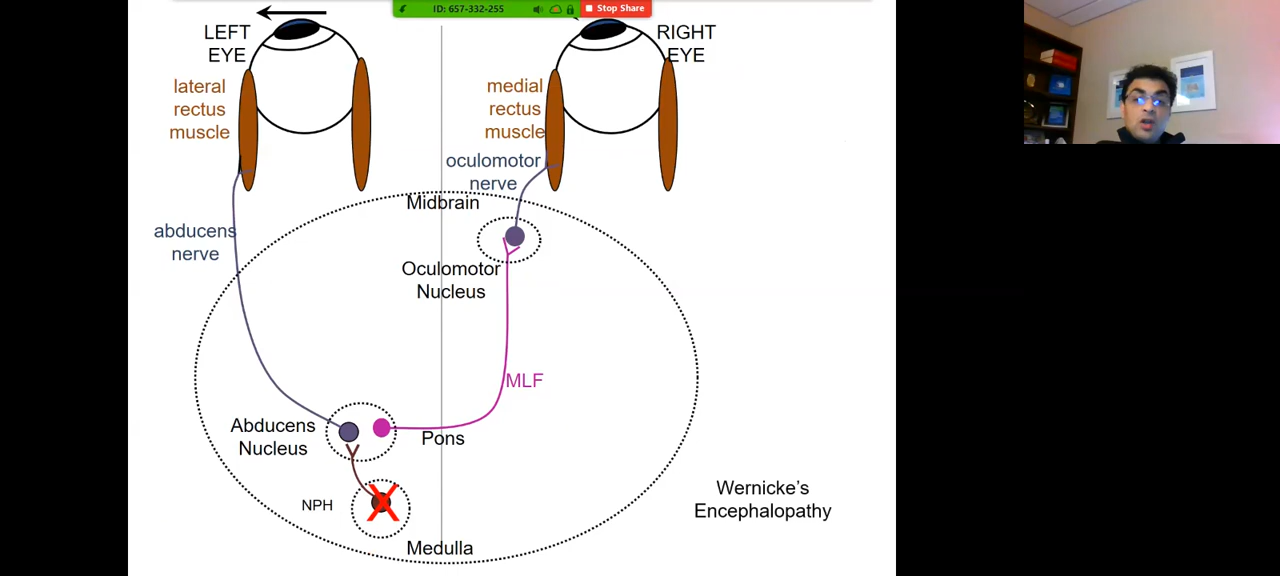 ID: 657-332-255
Stop Share
LEFT
EYE
RIGHT
EYE
lateral
rectus
muscle
medial
rectus
muscle
oculomotor
nerve
Midbrain
abducens
nerve
Oculomotor
Nucleus
MLF
Abducens
Nucleus
Pons
NPH
Wernicke's
Encephalopathy
Medulla